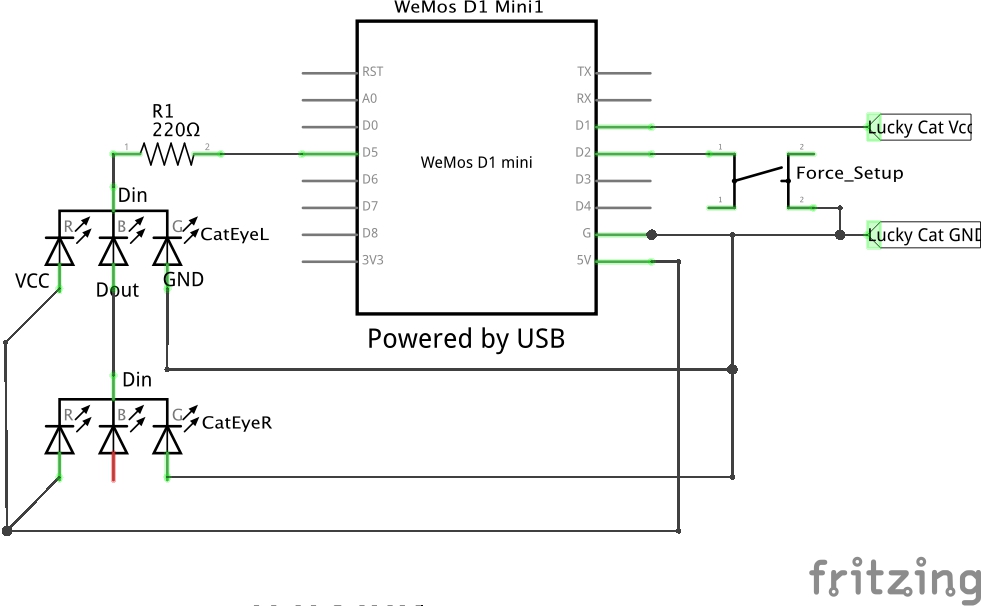 WeMos D1 Mini1
RST
TX
A0
RX
R1
220Ω
D0
D1
Lucky Cat Vcc
1
2
D5
WeMos D1 mini
D2
1
2
Force_Setup
D6
D3
Din
D7
D4
1
2
R
B
G
CatEyeL
D8
G
Lucky Cat GND
3V3
5V
VCC
Dout
GND
Powered by USB
Din
R
B
G
CatEyeR
fritzing